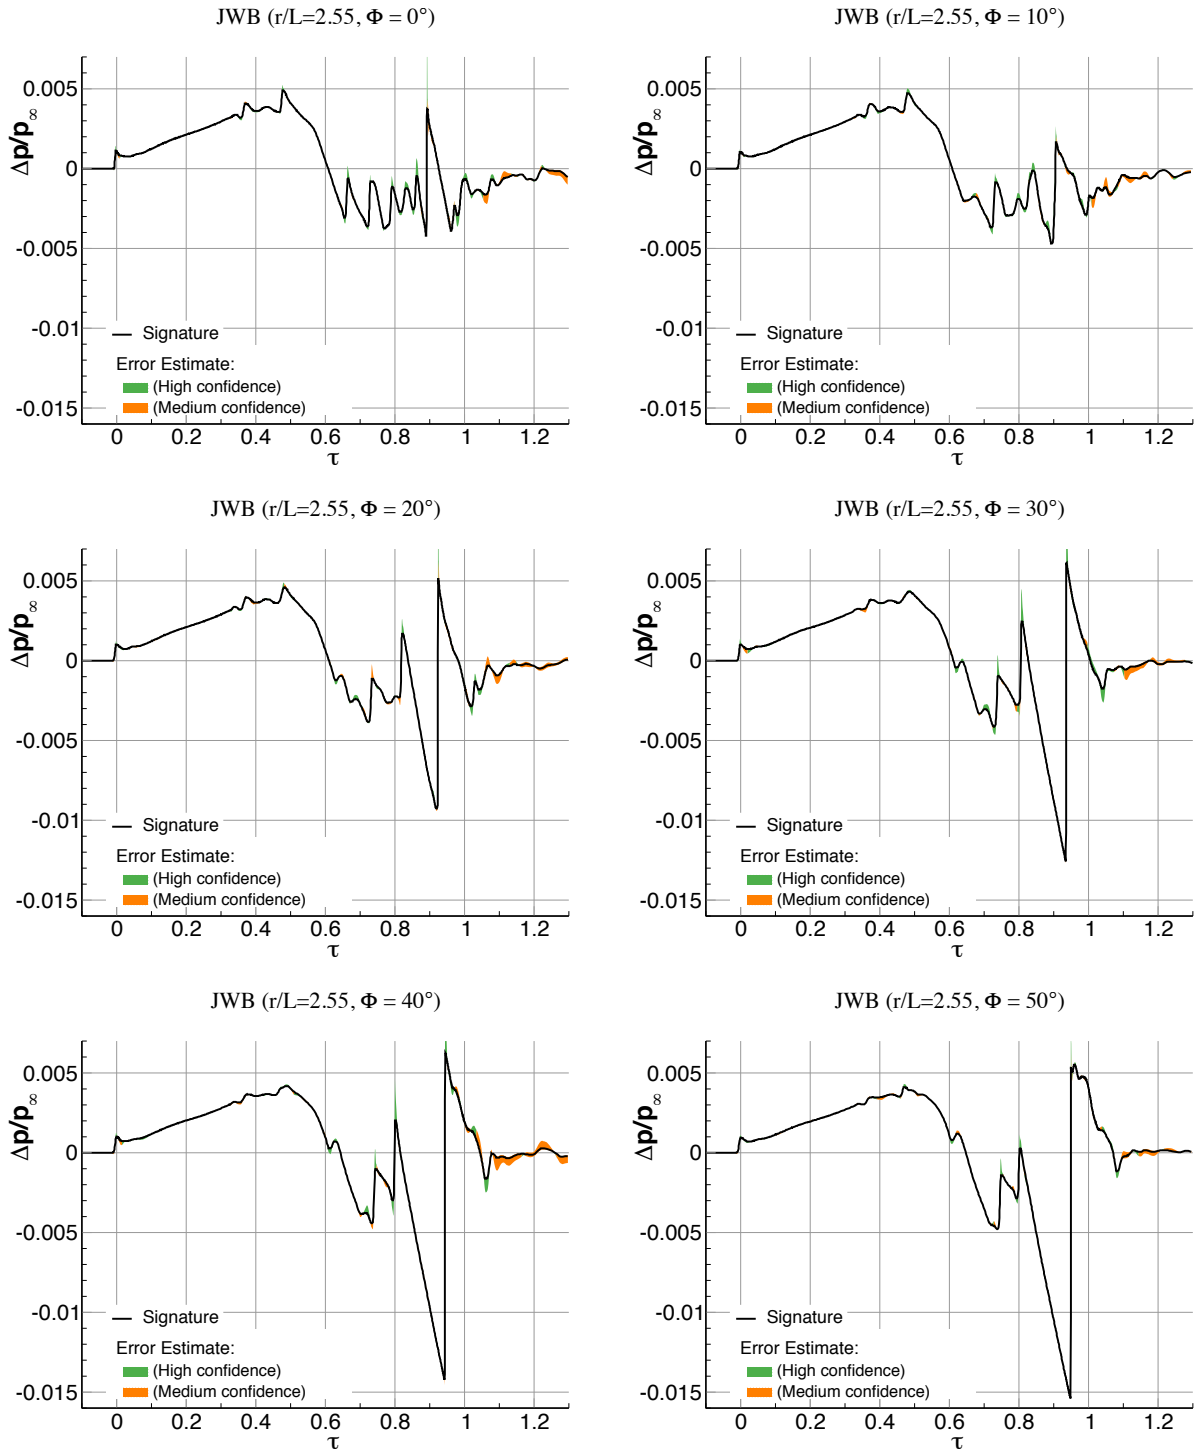 JWB (r/L=2.55, Φ = 0°)
Δp/p∞
0.005
0
-0.005
-0.01
-0.015
Signature
Error Estimate:
(High confidence)
(Medium confidence)
0 0.2 0.4 0.6 0.8 1 1.2
τ
JWB (r/L=2.55, Φ = 10°)
Δp/p∞
0.005
0
-0.005
-0.01
-0.015
Signature
Error Estimate:
(High confidence)
(Medium confidence)
0 0.2 0.4 0.6 0.8 1 1.2
τ
JWB (r/L=2.55, Φ = 20°)
Δp/p∞
0.005
0
-0.005
-0.01
-0.015
Signature
Error Estimate:
(High confidence)
(Medium confidence)
0 0.2 0.4 0.6 0.8 1 1.2
τ
JWB (r/L=2.55, Φ = 30°)
Δp/p∞
0.005
0
-0.005
-0.01
-0.015
Signature
Error Estimate:
(High confidence)
(Medium confidence)
0 0.2 0.4 0.6 0.8 1 1.2
τ
JWB (r/L=2.55, Φ = 40°)
Δp/p∞
0.005
0
-0.005
-0.01
-0.015
Signature
Error Estimate:
(High confidence)
(Medium confidence)
0 0.2 0.4 0.6 0.8 1 1.2
τ
JWB (r/L=2.55, Φ = 50°)
Δp/p∞
0.005
0
-0.005
-0.01
-0.015
Signature
Error Estimate:
(High confidence)
(Medium confidence)
0 0.2 0.4 0.6 0.8 1 1.2
τ